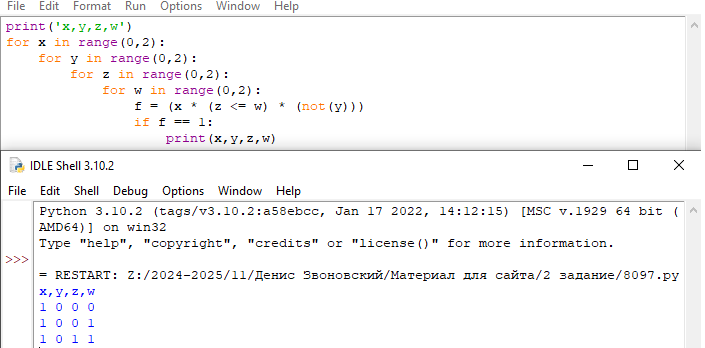 File Edit Format Run Options Window Help
print('x,y,z,w')
for x in range(0,2):
    for y in range(0,2):
        for z in range(0,2):
            for w in range(0,2):
                f = (x * (z <= w) * (not(y)))
                if f == 1:
                    print(x,y,z,w)
IDLE Shell 3.10.2
File Edit Shell Debug Options Window Help
Python 3.10.2 (tags/v3.10.2:a58ebcc, Jan 17 2022, 14:12:15) [MSC v.1929 64 bit (
AMD64)] on win32
Type "help", "copyright", "credits" or "license()" for more information.
>>>
= RESTART: Z:/2024-2025/11/Денис Звоновский/Материал для сайта/2 задание/8097.py
x,y,z,w
1 0 0 0
1 0 0 1
1 0 1 1